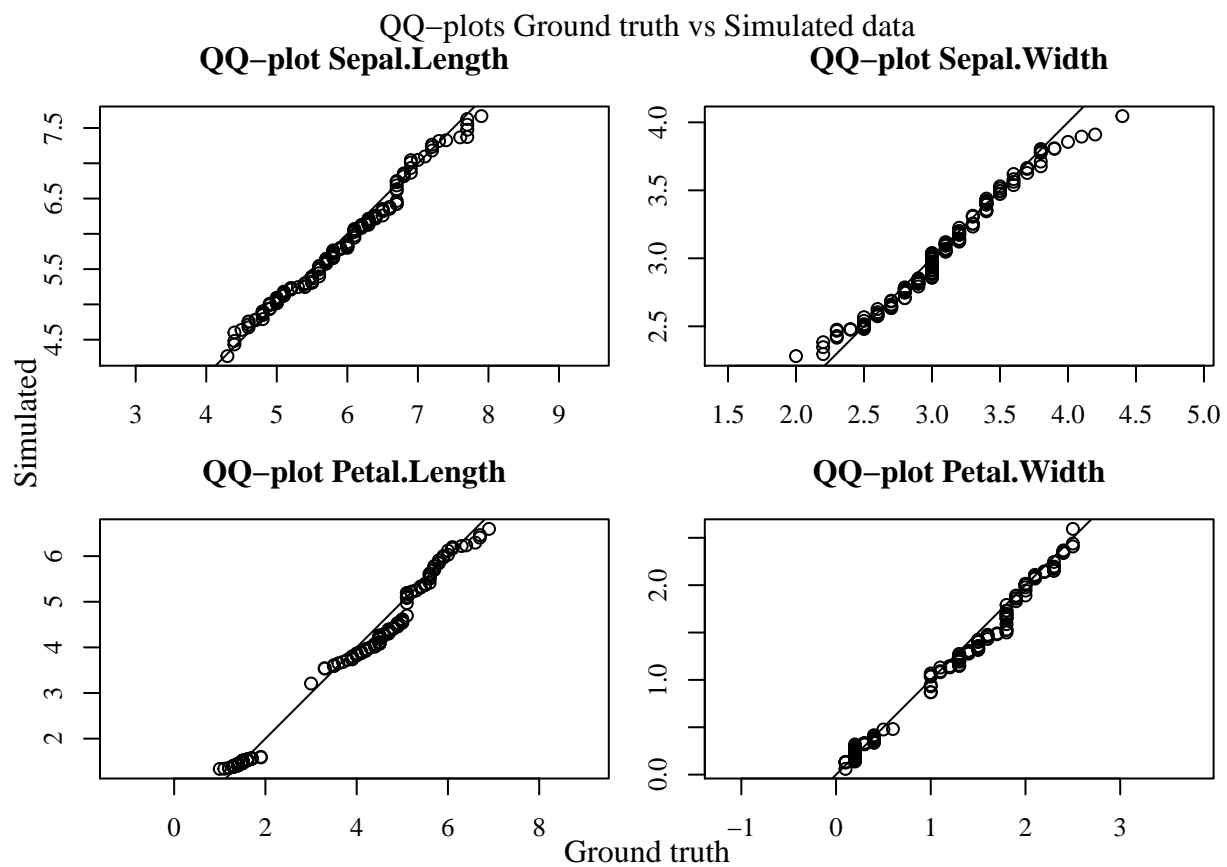 QQ−plots Ground truth vs Simulated data
QQ−plot Sepal.Length
QQ−plot Sepal.Width
4.5 5.5 6.5 7.5
3 4 5 6 7 8 9
2.5 3.0 3.5 4.0
1.5 2.0 2.5 3.0 3.5 4.0 4.5 5.0
Simulated
QQ−plot Petal.Length
QQ−plot Petal.Width
2 3 4 5 6
0 2 4 6 8
0.0 1.0 2.0
−1 0 1 2 3
Ground truth